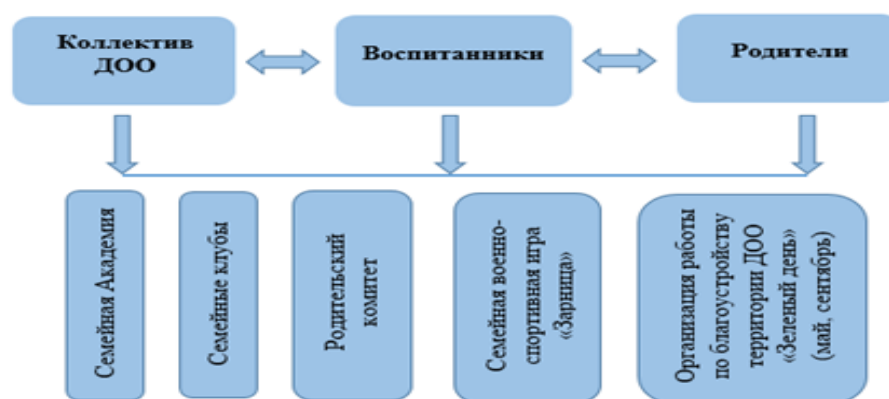 Коллектив
ДОО
Воспитанники
Родители
Семейная Академия
Семейные клубы
Родительский
комитет
Семейная военно-
спортивная игра
«Зарница»
Организация работы
по благоустройству
территории ДОО
«Зеленый день»
(май, сентябрь)